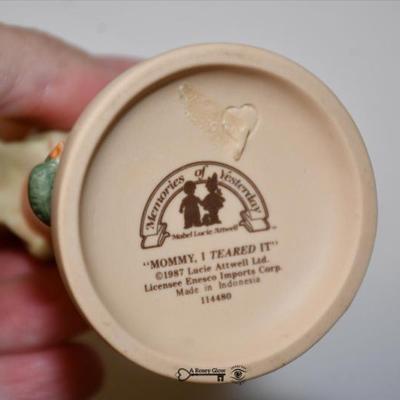 Memories of Yesterday
Mabel Lucie Attwell
"MOMMY, I TEARED IT"
©1987 Lucie Attwell Ltd.
Licensee Enesco Imports Corp.
Made in Indonesia
114480
A Rosey Glow